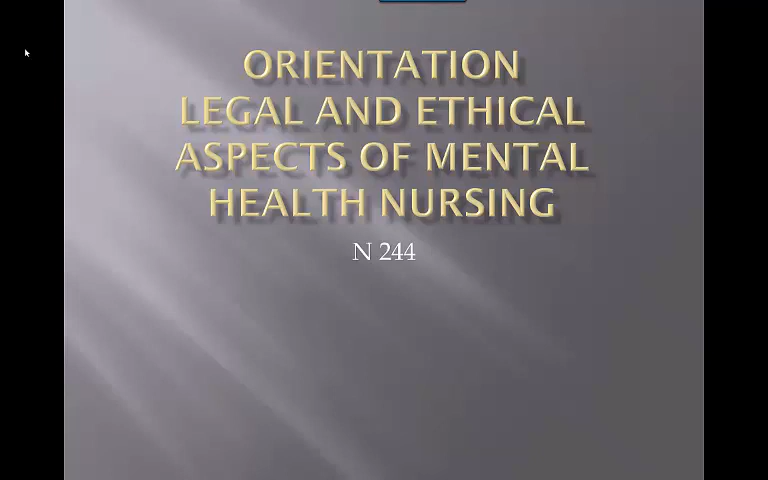 ORIENTATION
LEGAL AND ETHICAL
ASPECTS OF MENTAL
HEALTH NURSING
N 244